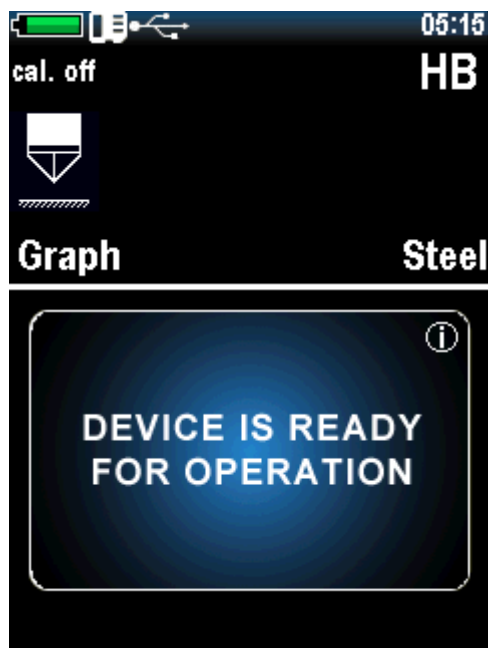 05:15
cal. off
HB
Graph
Steel
DEVICE IS READY
FOR OPERATION